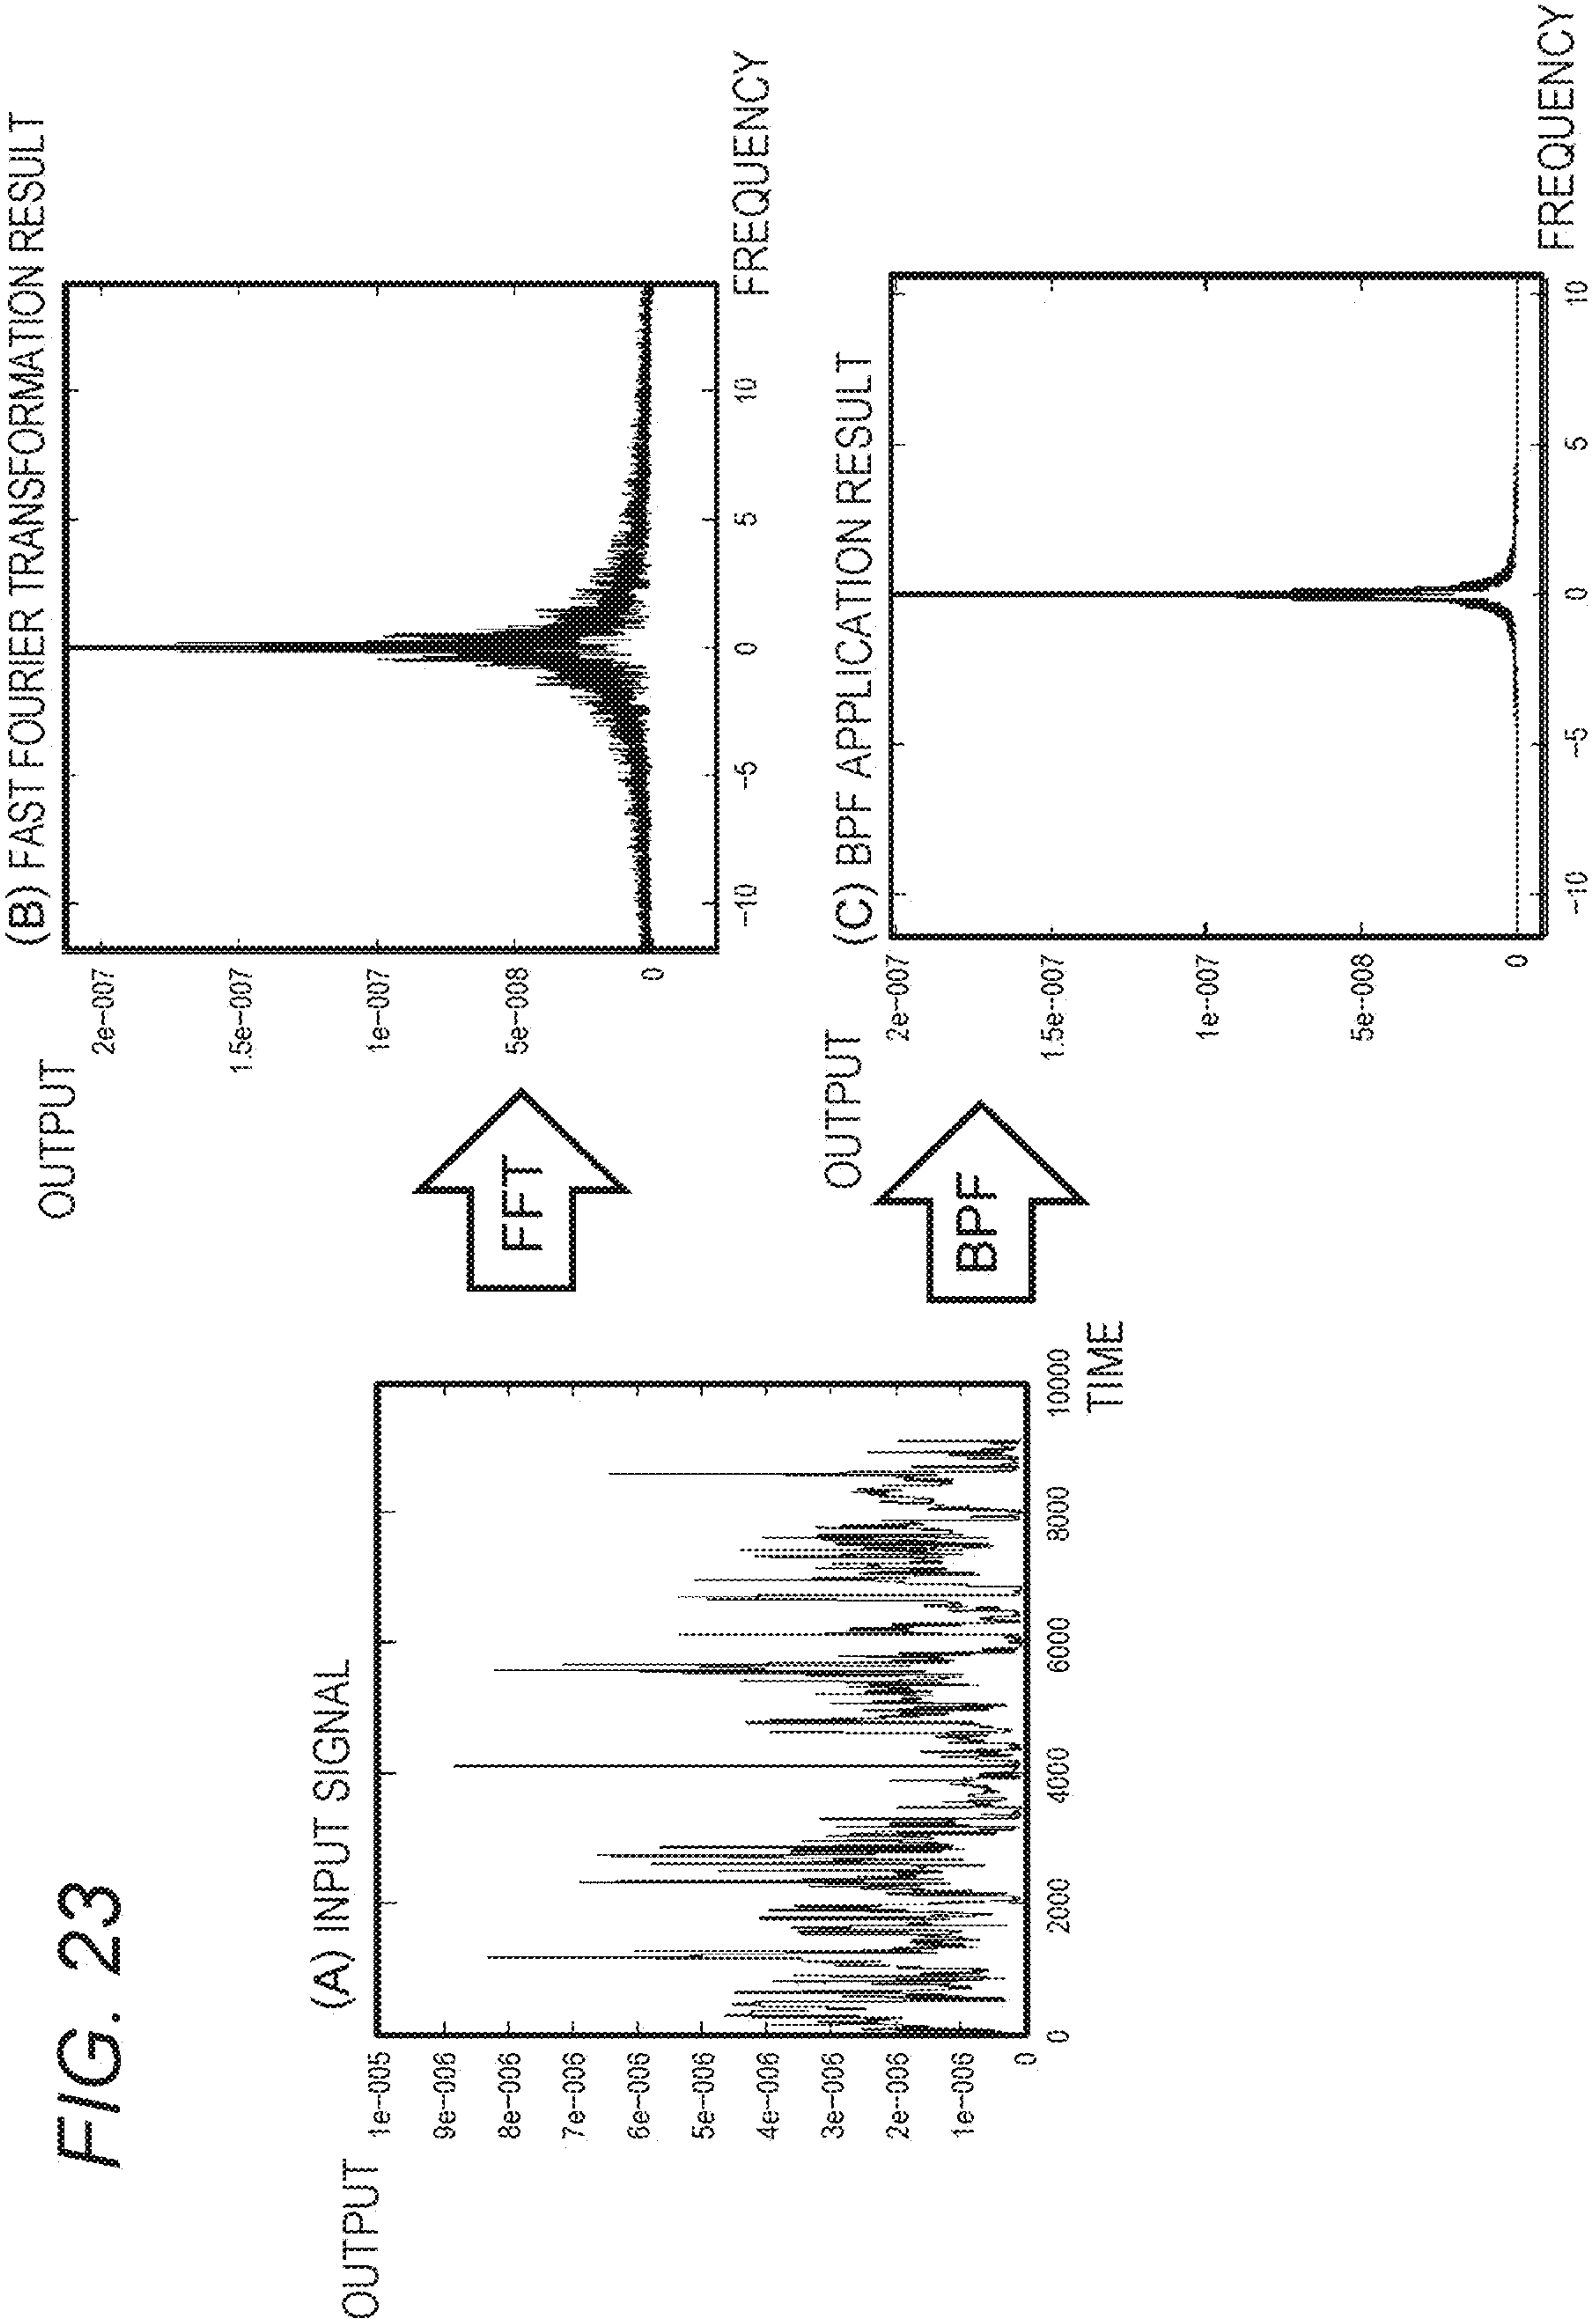 FIG. 23
(A) INPUT SIGNAL
OUTPUT
1e-005
9e-006
8e-006
7e-006
6e-006
5e-006
4e-006
3e-006
2e-006
1e-006
0
0 2000 4000 6000 8000 10000
TIME
FFT
(B) FAST FOURIER TRANSFORMATION RESULT
OUTPUT
2e-007
1.5e-007
1e-007
5e-008
0
-10 -5 0 5 10
FREQUENCY
BPF
(C) BPF APPLICATION RESULT
OUTPUT
2e-007
1.5e-007
1e-007
5e-008
0
-10 -5 0 5 10
FREQUENCY